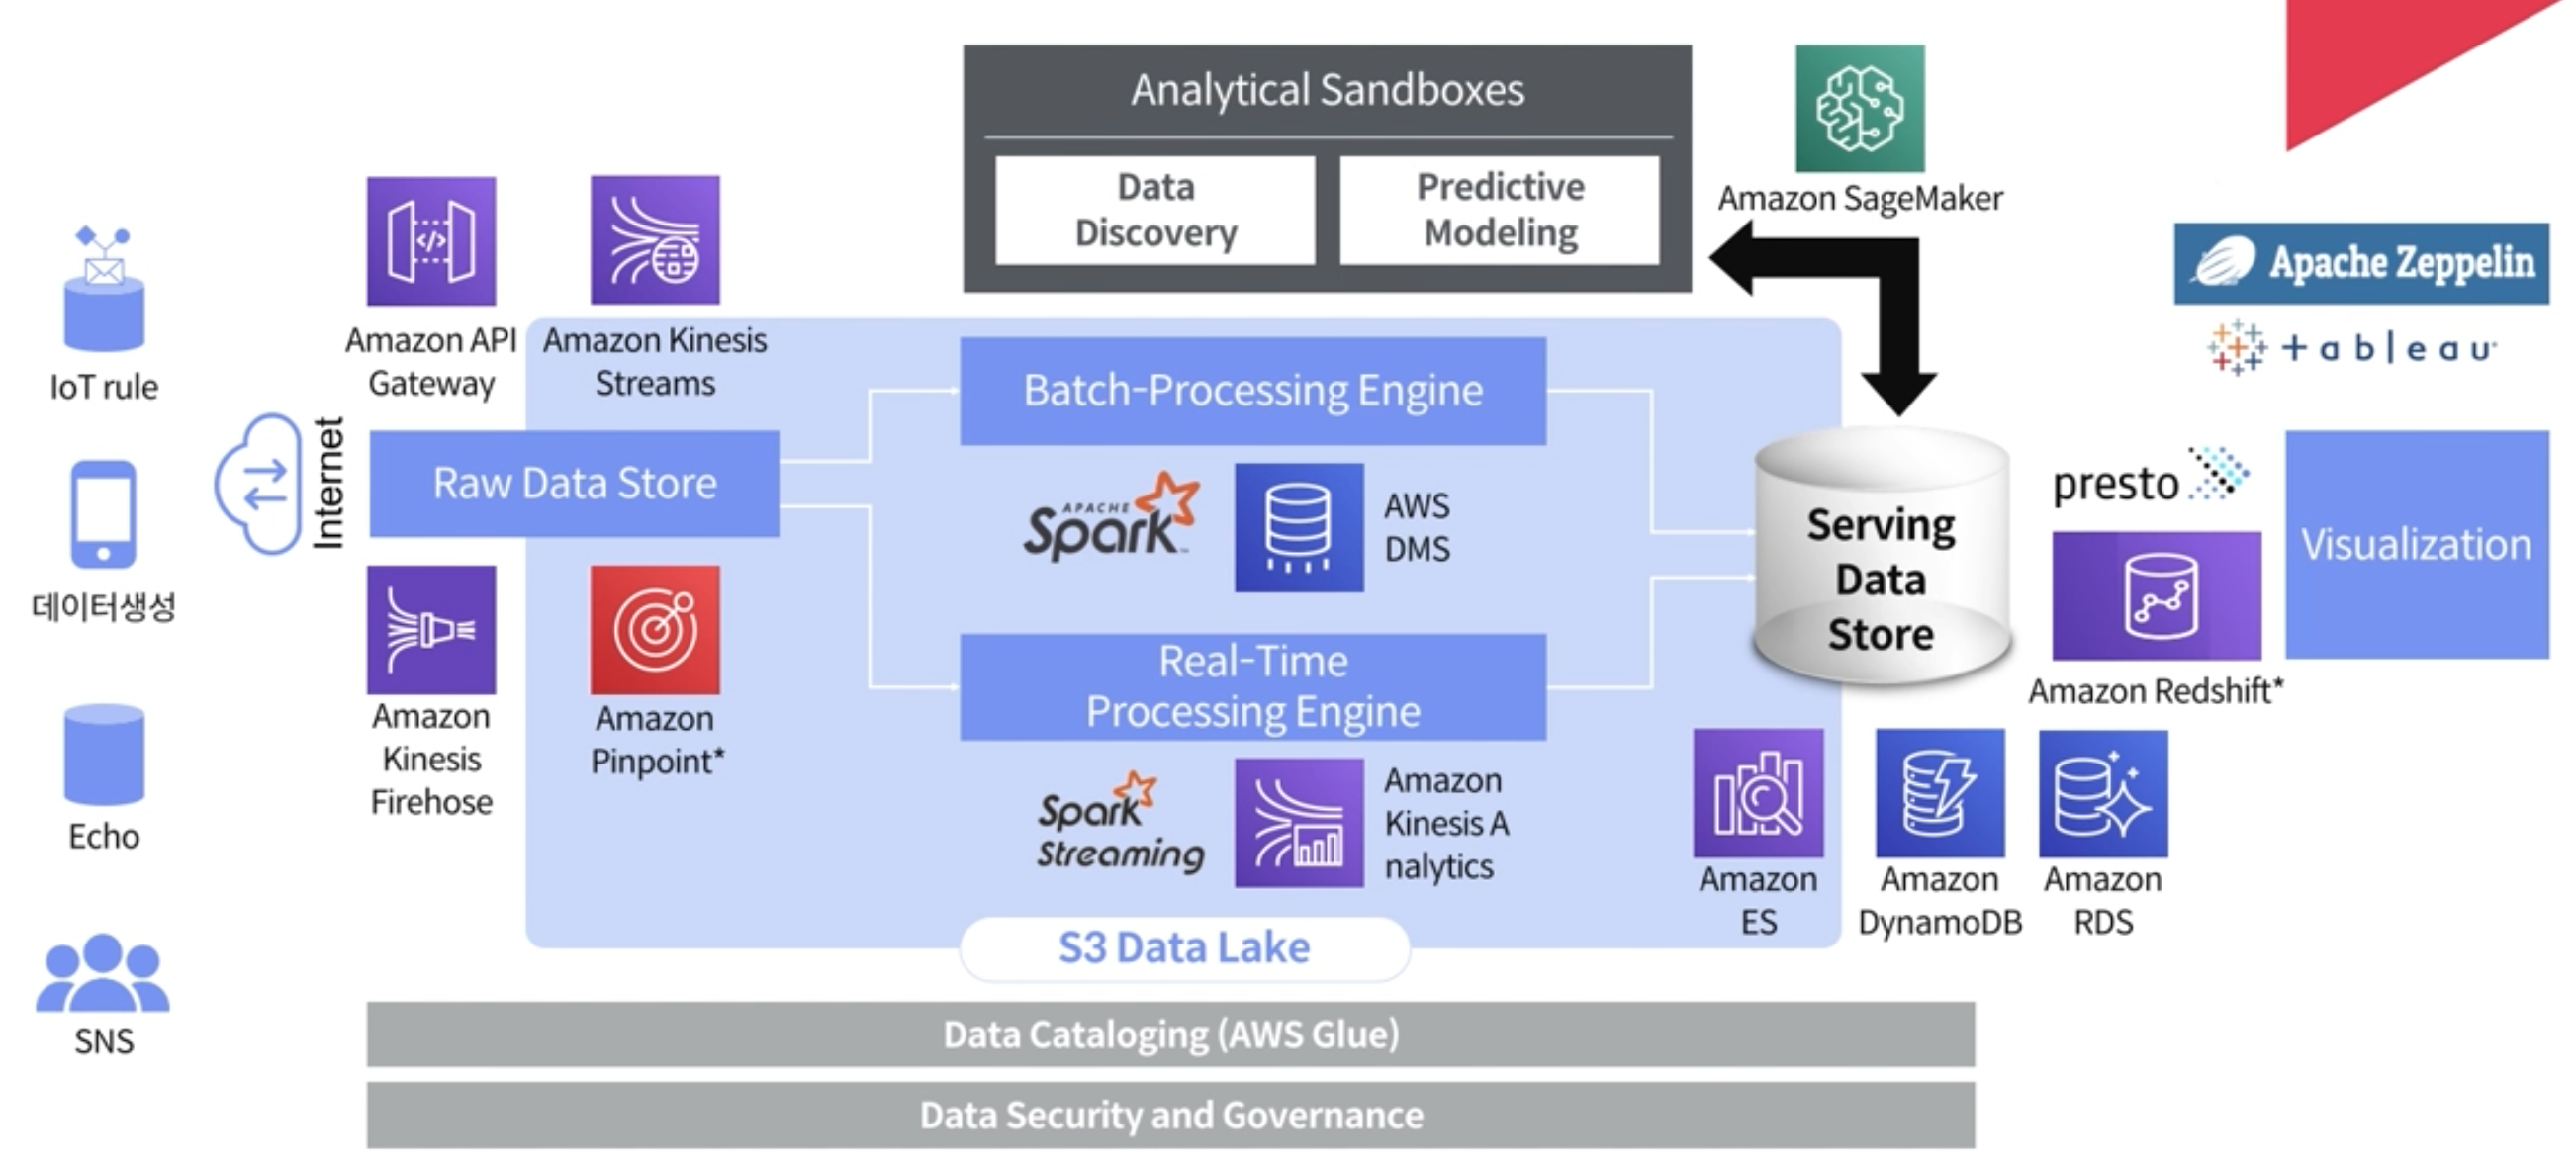 Analytical Sandboxes
Data
Discovery
Predictive
Modeling
Amazon SageMaker
Apache Zeppelin
+ableau
IoT rule
데이터생성
Echo
SNS
Internet
Amazon API
Gateway
Amazon Kinesis
Streams
Raw Data Store
Amazon
Kinesis
Firehose
Amazon
Pinpoint*
Batch-Processing Engine
APACHE
Spark
AWS
DMS
Real-Time
Processing Engine
Spark
Streaming
Amazon
Kinesis A
nalytics
Serving
Data
Store
presto
Amazon Redshift*
Visualization
Amazon
ES
Amazon
DynamoDB
Amazon
RDS
S3 Data Lake
Data Cataloging (AWS Glue)
Data Security and Governance